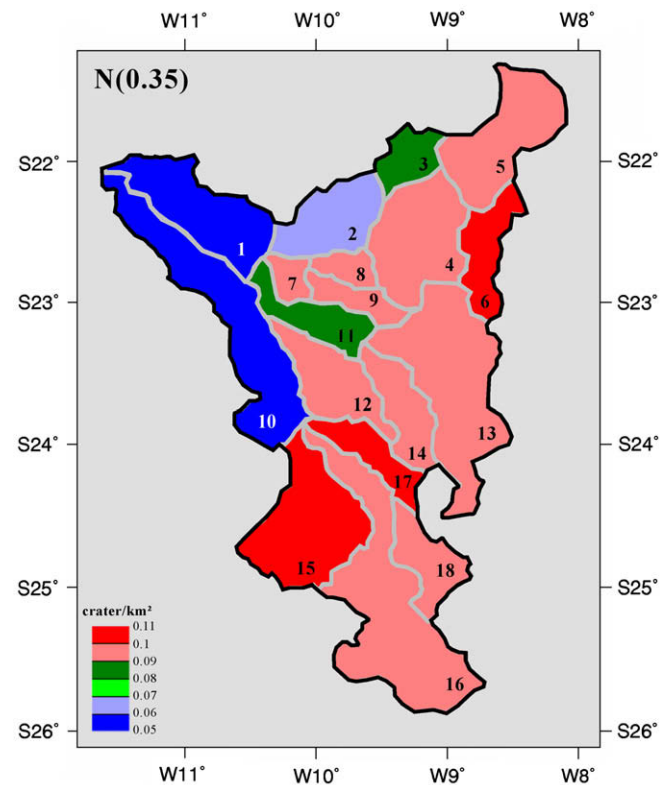 W11° W10° W9° W8°
N(0.35)
S22° 3 5 S22°
1 2
7 8 4
S23° 9 6 S23°
11
12
10 13
S24° 14 S24°
17
15 18
S25° S25°
crater/km²
0.11
0.1
0.09
0.08
0.07
0.06
0.05
16
S26° S26°
W11° W10° W9° W8°